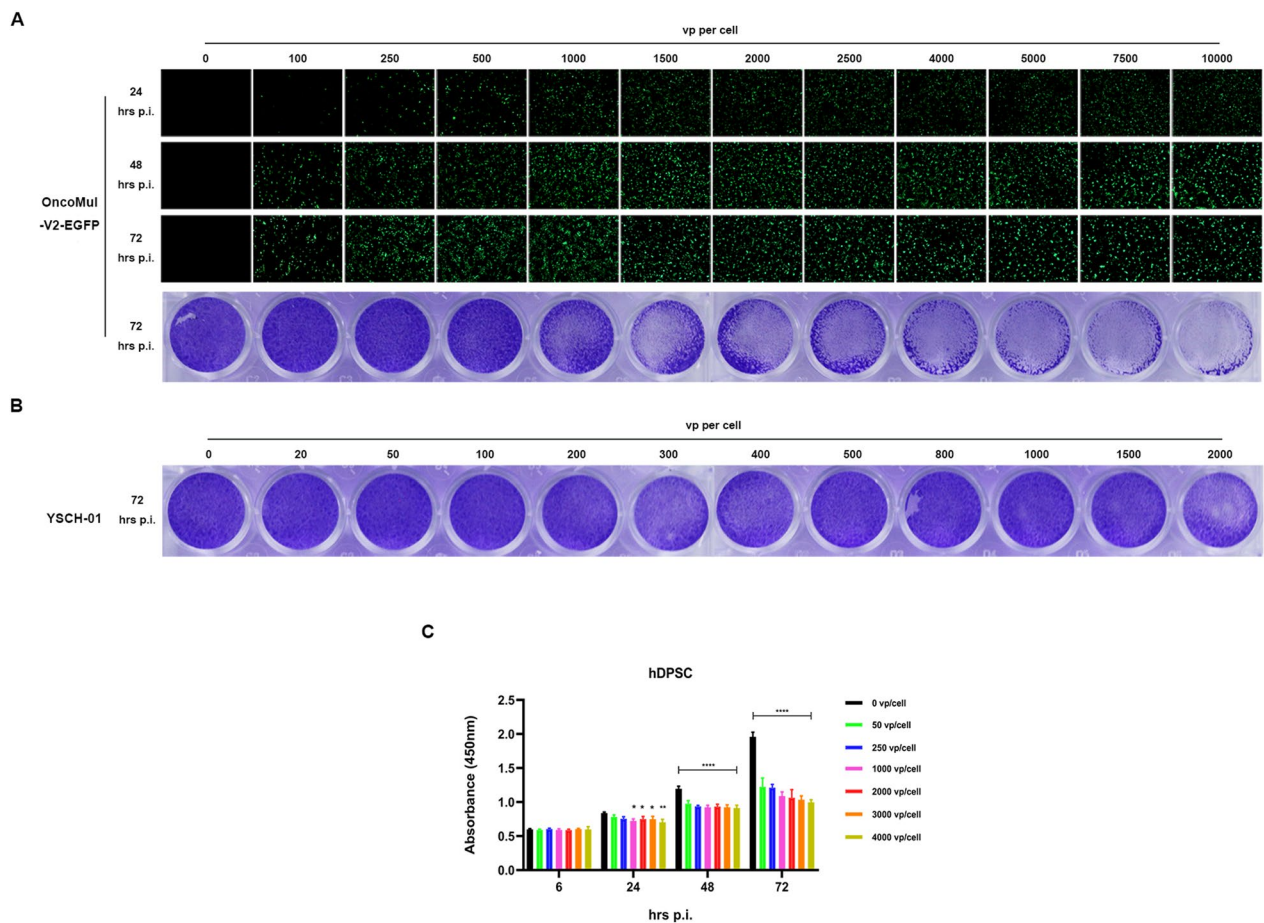 A
vp per cell
0 100 250 500 1000 1500 2000 2500 4000 5000 7500 10000
24
hrs p.i.
48
hrs p.i.
OncoMul
-V2-EGFP
72
hrs p.i.
72
hrs p.i.
B
vp per cell
0 20 50 100 200 300 400 500 800 1000 1500 2000
YSCH-01
72
hrs p.i.
C
hDPSC
Absorbance (450nm)
2.5
2.0
1.5
1.0
0.5
0.0
* * * **
****
****
6 24 48 72
hrs p.i.
0 vp/cell
50 vp/cell
250 vp/cell
1000 vp/cell
2000 vp/cell
3000 vp/cell
4000 vp/cell